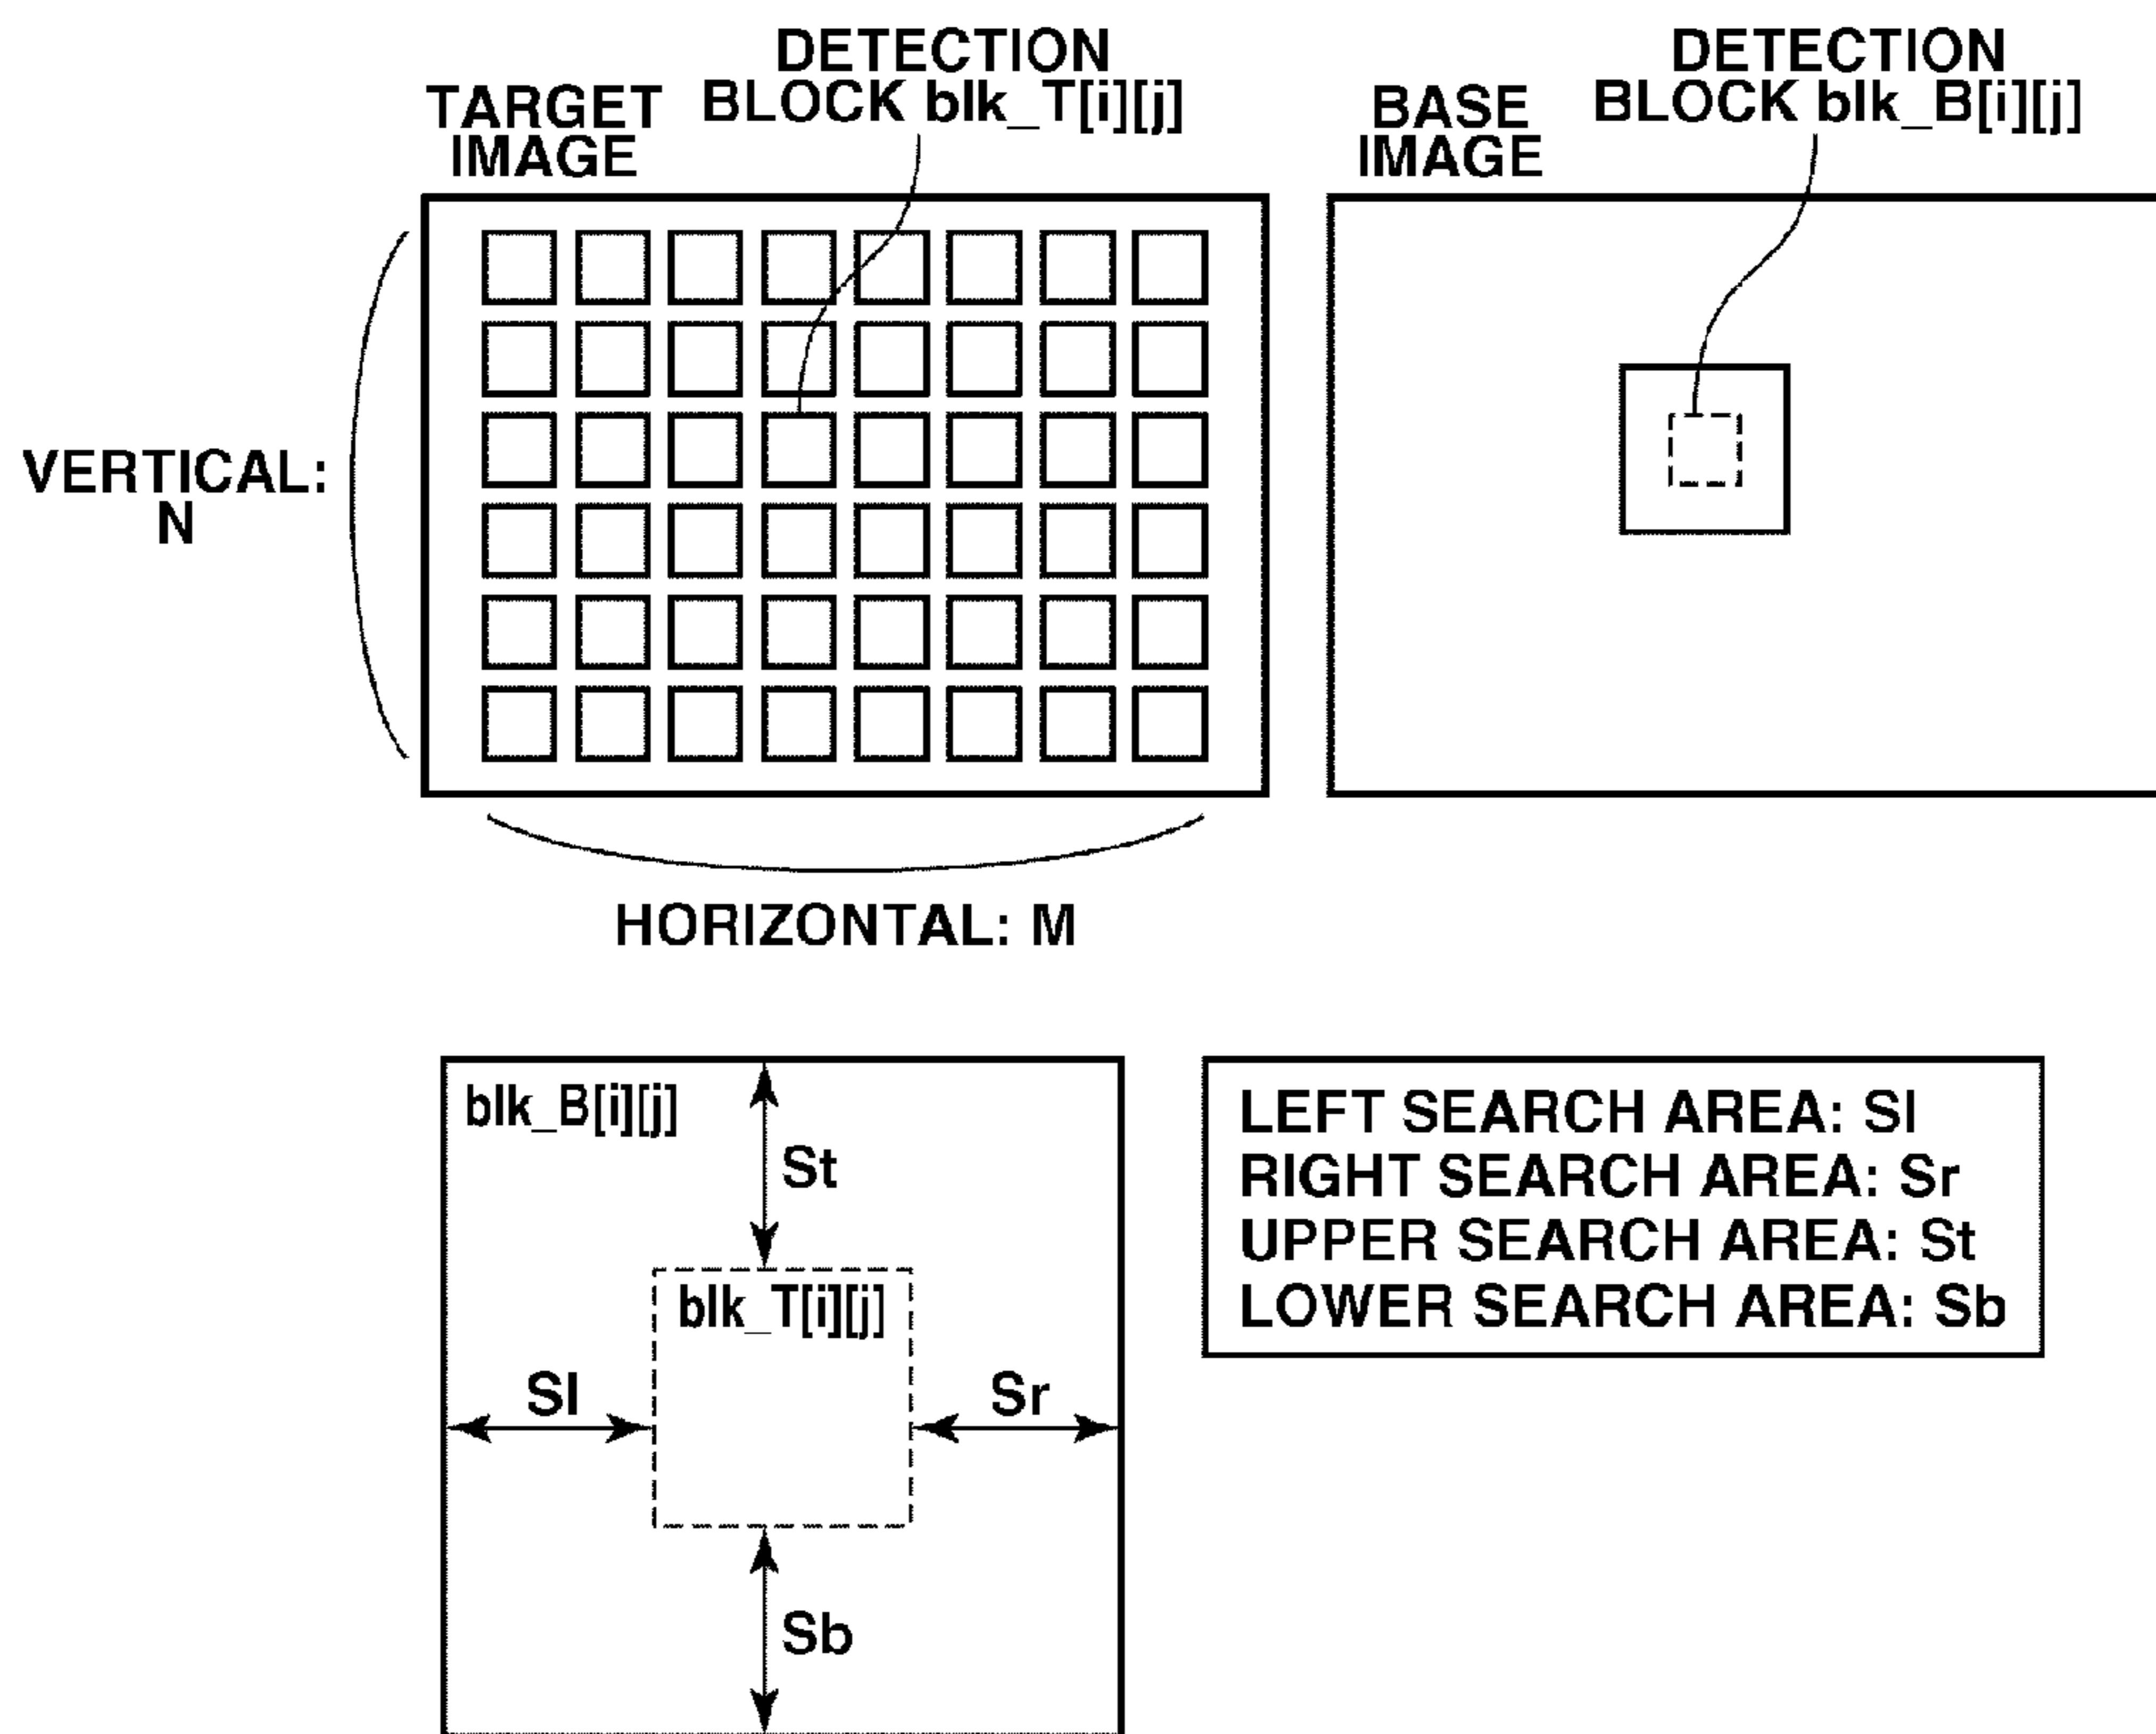 TARGET
IMAGE
DETECTION
BLOCK blk_T[i][j]
BASE
IMAGE
DETECTION
BLOCK blk_B[i][j]
VERTICAL:
N
HORIZONTAL: M
blk_B[i][j]
St
blk_T[i][j]
Sl
Sr
Sb
LEFT SEARCH AREA: Sl
RIGHT SEARCH AREA: Sr
UPPER SEARCH AREA: St
LOWER SEARCH AREA: Sb